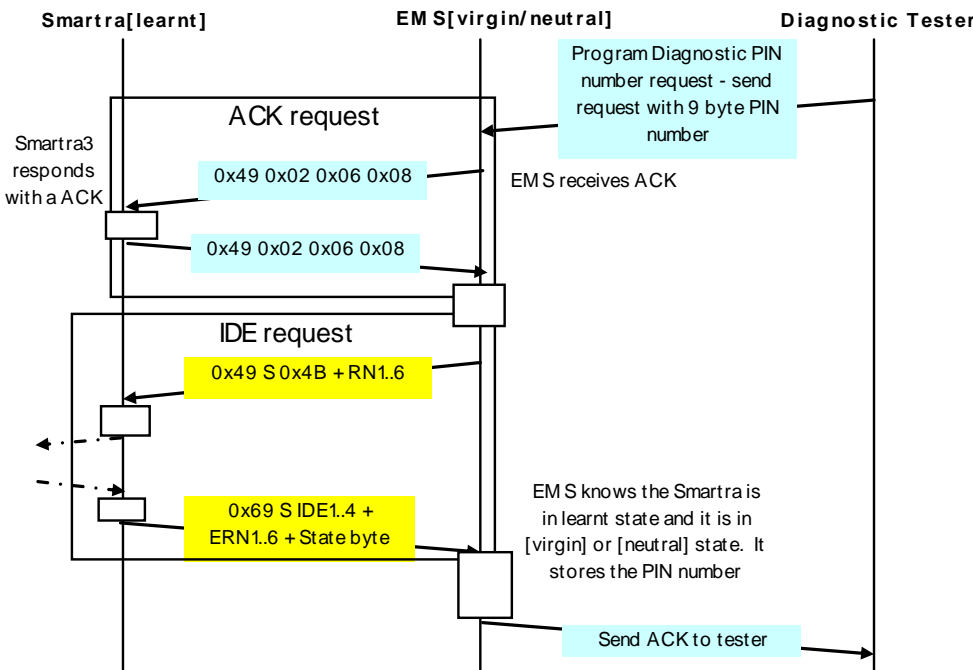 Smartra[learnt]
EMS[virgin/neutral]
Diagnostic Tester
Program Diagnostic PIN
number request - send
request with 9 byte PIN
number
ACK request
Smartra3
responds
with a ACK
0x49 0x02 0x06 0x08
EMS receives ACK
0x49 0x02 0x06 0x08
IDE request
0x49 S 0x4B + RN1..6
0x69 S IDE1..4 +
ERN1..6 + State byte
EMS knows the Smartra is
in learnt state and it is in
[virgin] or [neutral] state. It
stores the PIN number
Send ACK to tester